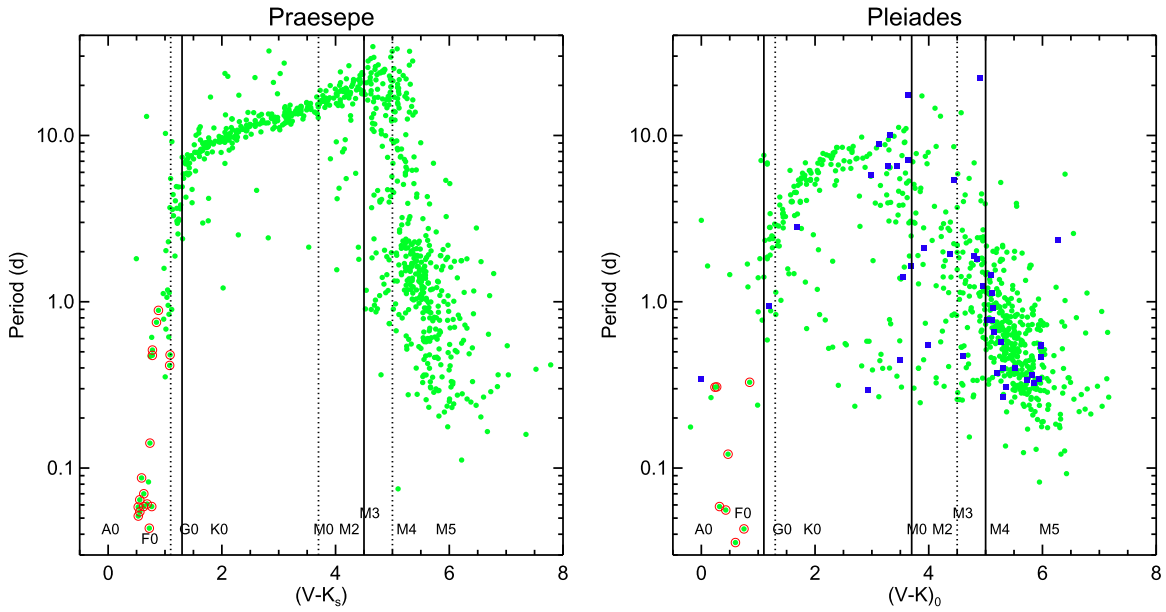 Praesepe
Period (d)
10.0
1.0
0.1
A0
F0
G0
K0
M0
M2
M3
M4
M5
0 2 4 6 8
(V-Kₛ)
Pleiades
Period (d)
10.0
1.0
0.1
A0
F0
G0
K0
M0
M2
M3
M4
M5
0 2 4 6 8
(V-K)₀